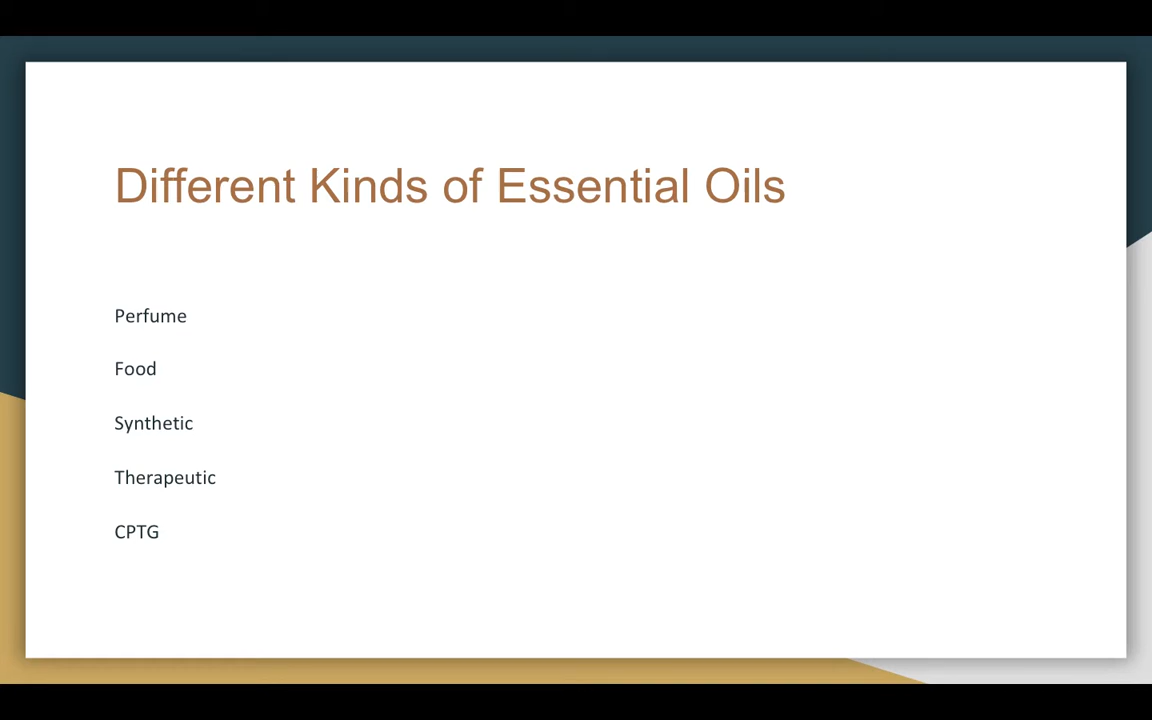 Different Kinds of Essential Oils
Perfume
Food
Synthetic
Therapeutic
CPTG